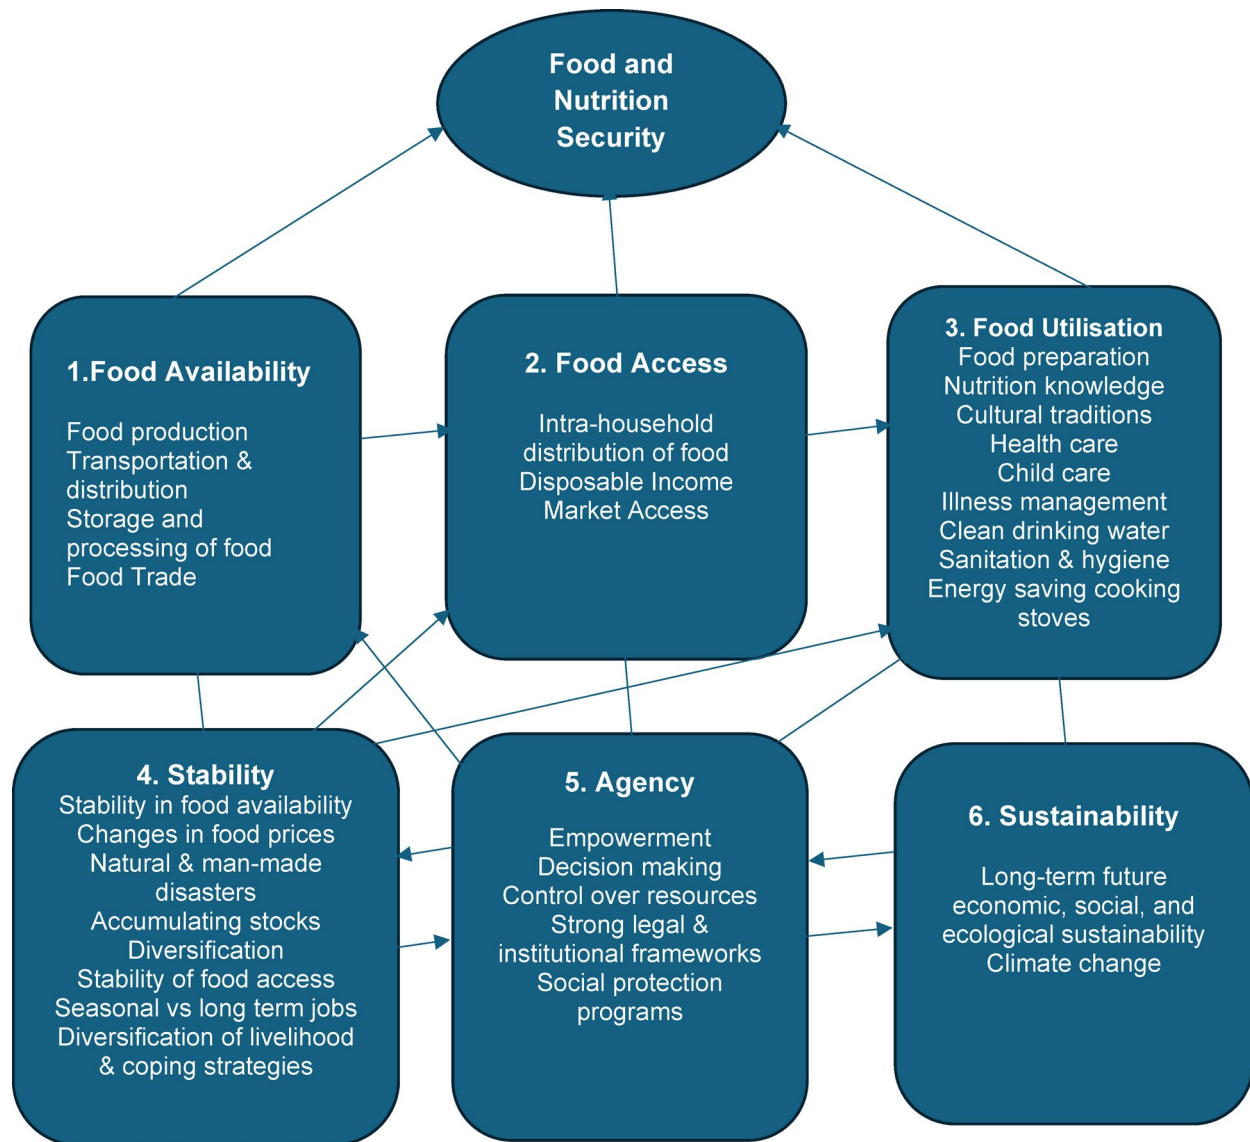 Food and
Nutrition
Security
1.Food Availability
Food production
Transportation &
distribution
Storage and
processing of food
Food Trade
2. Food Access
Intra-household
distribution of food
Disposable Income
Market Access
3. Food Utilisation
Food preparation
Nutrition knowledge
Cultural traditions
Health care
Child care
Illness management
Clean drinking water
Sanitation & hygiene
Energy saving cooking
stoves
4. Stability
Stability in food availability
Changes in food prices
Natural & man-made
disasters
Accumulating stocks
Diversification
Stability of food access
Seasonal vs long term jobs
Diversification of livelihood
& coping strategies
5. Agency
Empowerment
Decision making
Control over resources
Strong legal &
institutional frameworks
Social protection
programs
6. Sustainability
Long-term future
economic, social, and
ecological sustainability
Climate change